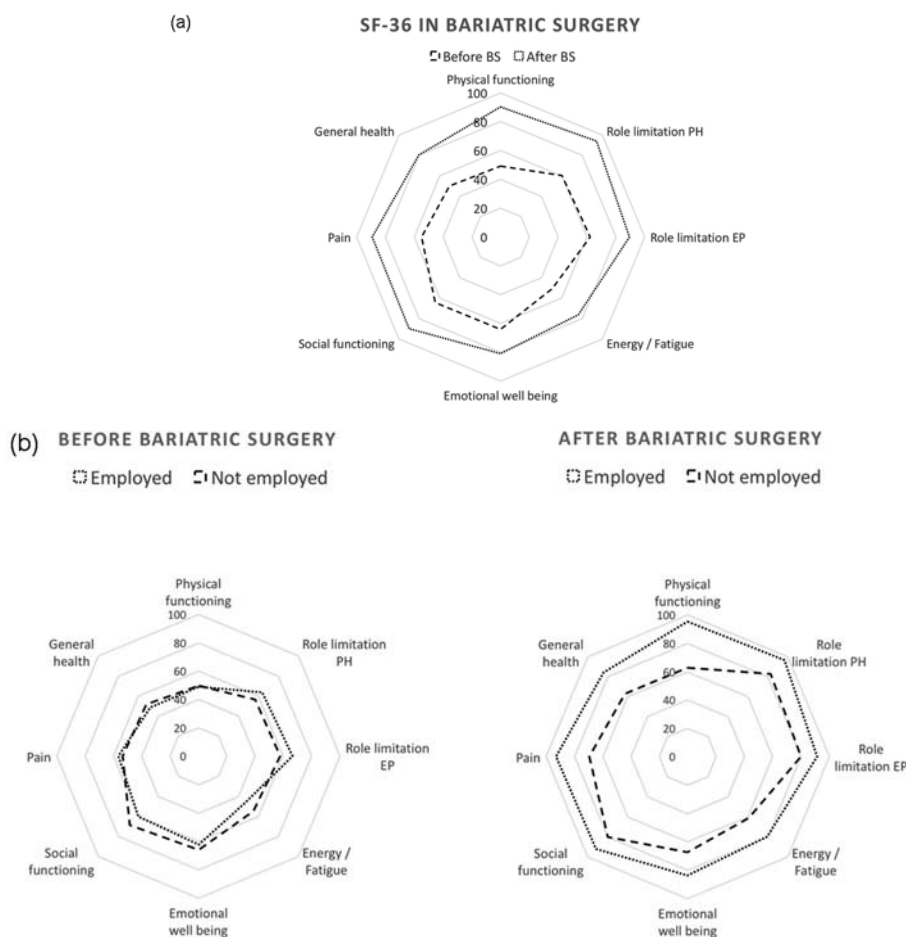 (a)
SF-36 IN BARIATRIC SURGERY
Before BS After BS
Physical functioning
100
General health
80
Role limitation PH
60
40
20
Pain
0
Role limitation EP
Social functioning
Energy / Fatigue
Emotional well being
(b)
BEFORE BARIATRIC SURGERY
Employed Not employed
Physical
functioning
100
General
health
80
Role limitation
PH
60
40
20
Pain
0
Role limitation
EP
Social
functioning
Energy /
Fatigue
Emotional
well being
AFTER BARIATRIC SURGERY
Employed Not employed
Physical
functioning
100
General
health
80
Role
limitation PH
60
40
20
Pain
0
Role
limitation EP
Social
functioning
Energy /
Fatigue
Emotional
well being